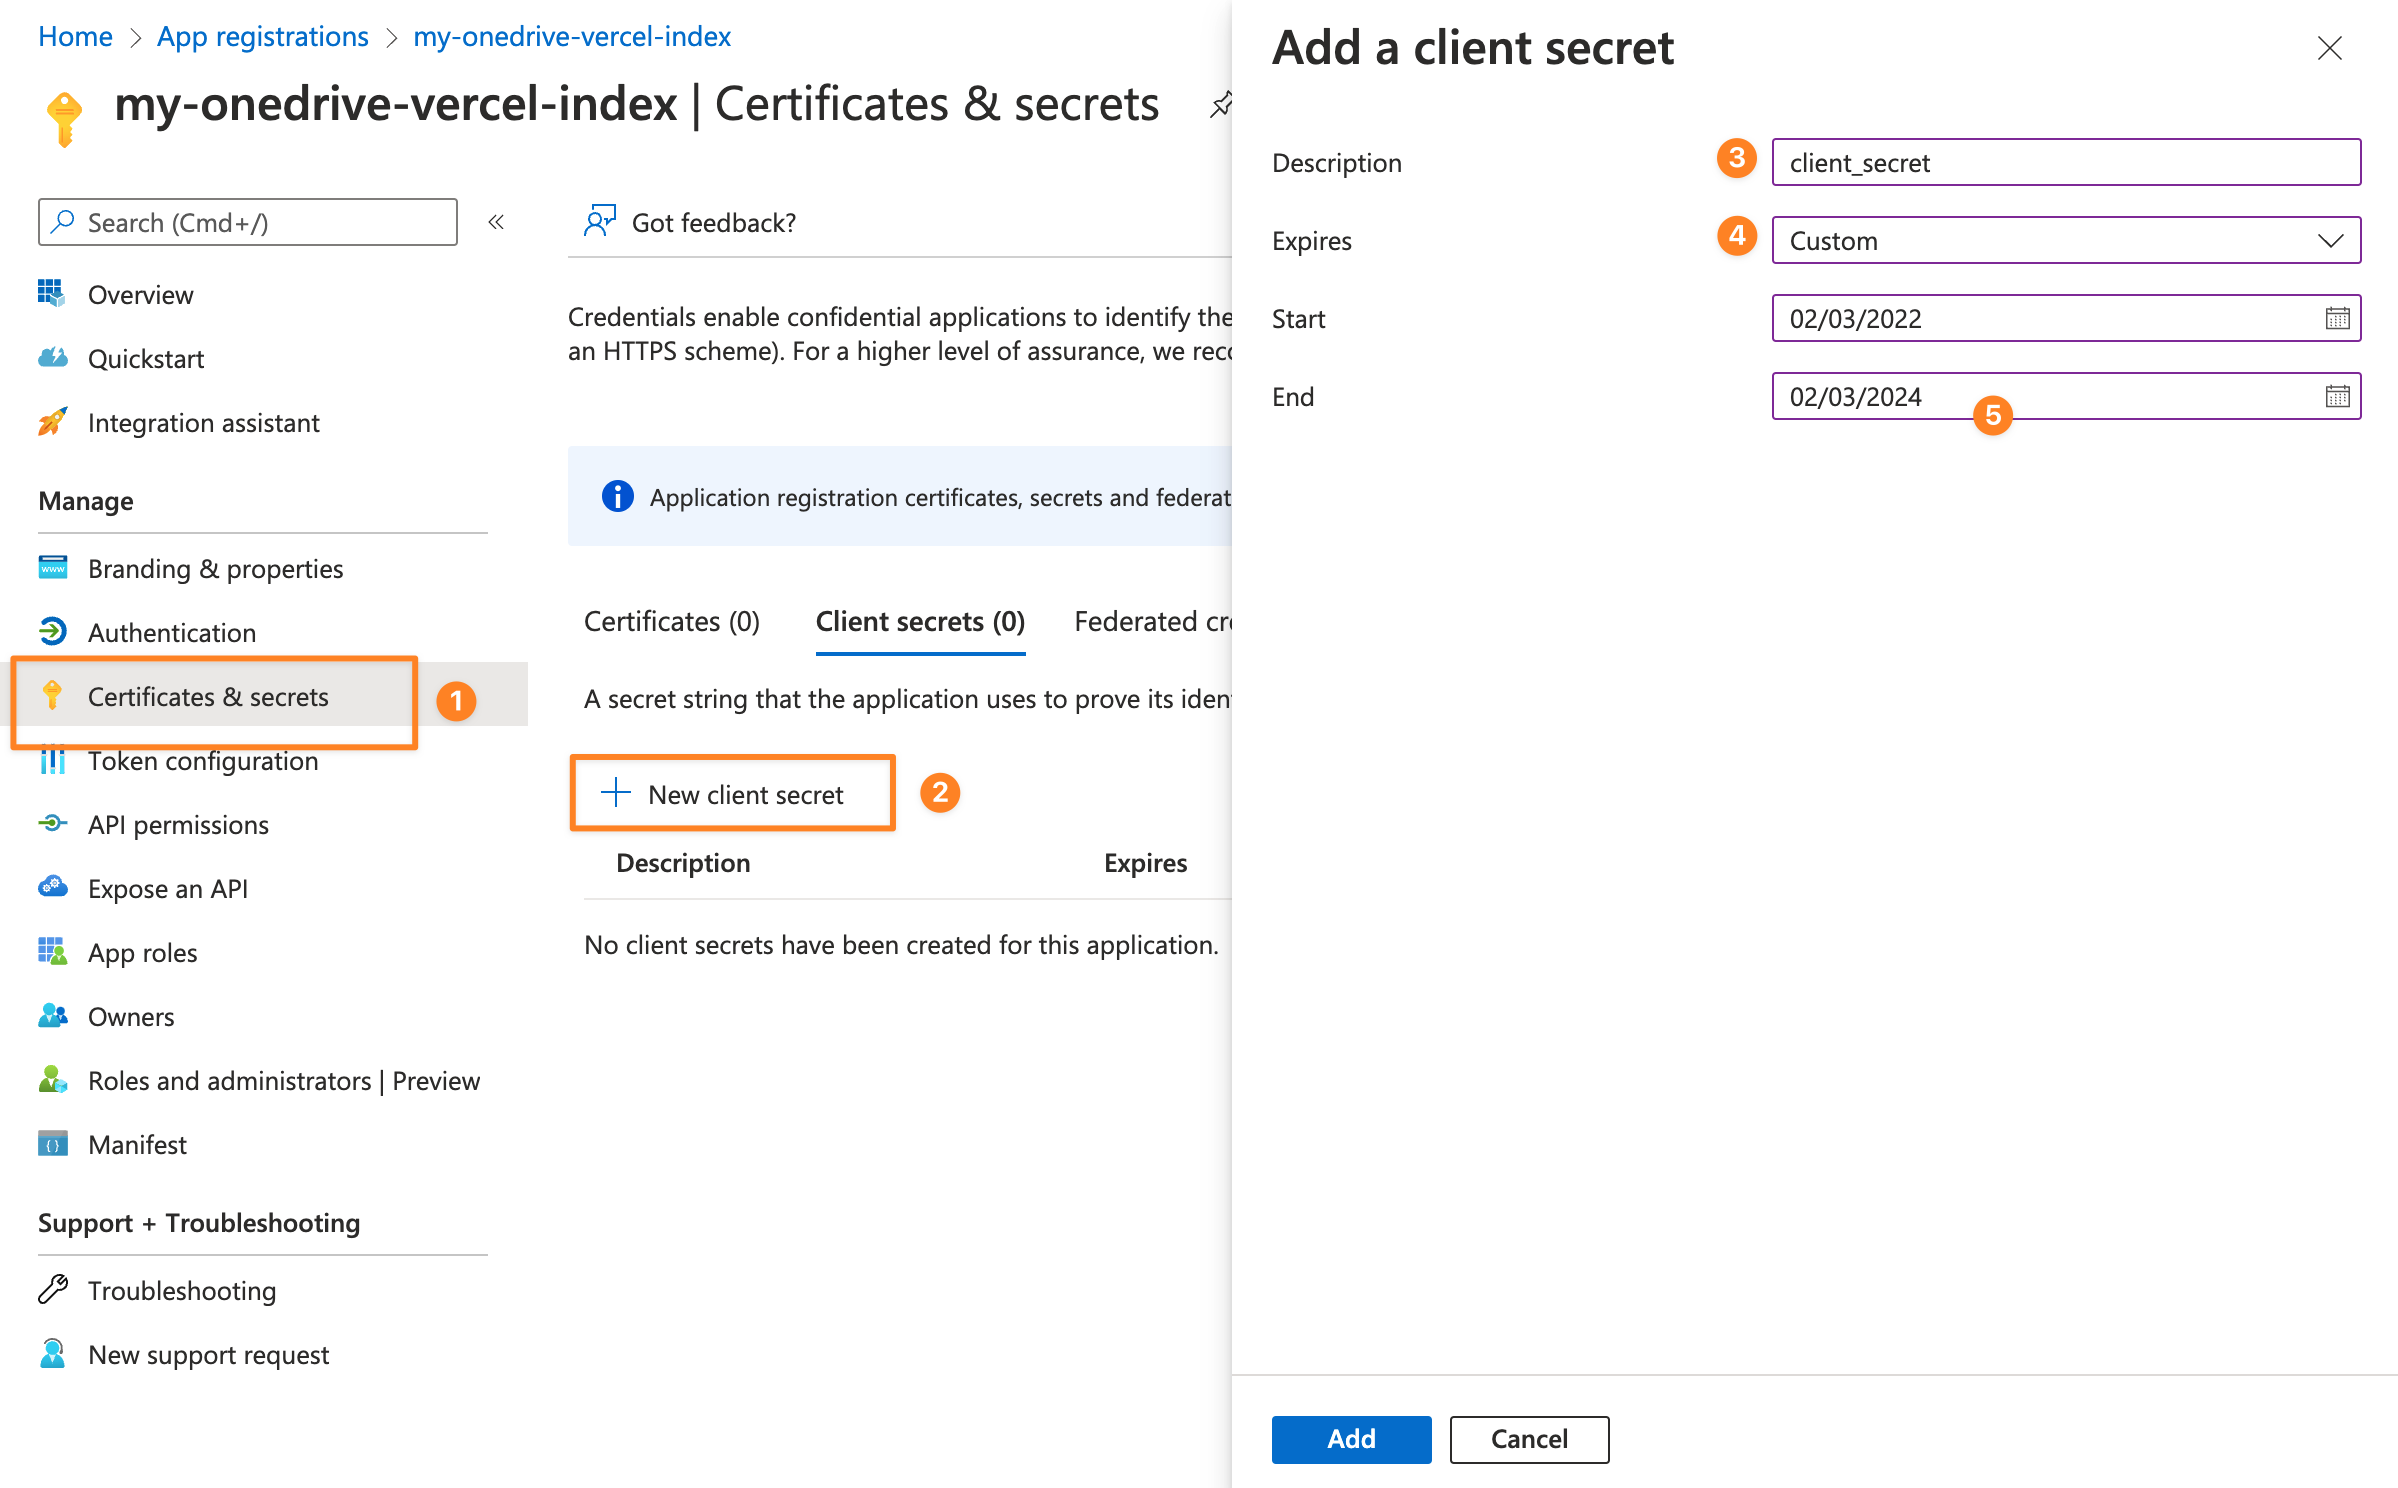 Home > App registrations > my-onedrive-vercel-index
my-onedrive-vercel-index | Certificates & secrets
Search (Cmd+/)
«
Overview
Quickstart
Integration assistant
Manage
Branding & properties
Authentication
Certificates & secrets
1
Token configuration
API permissions
Expose an API
App roles
Owners
Roles and administrators | Preview
Manifest
Support + Troubleshooting
Troubleshooting
New support request
Got feedback?
Credentials enable confidential applications to identify the
an HTTPS scheme). For a higher level of assurance, we reco
Application registration certificates, secrets and federat
Certificates (0) Client secrets (0) Federated cre
A secret string that the application uses to prove its iden
New client secret
2
Description Expires
No client secrets have been created for this application.
Add a client secret
Description 3 client_secret
Expires 4 Custom
Start 02/03/2022
End 02/03/2024
5
Add Cancel